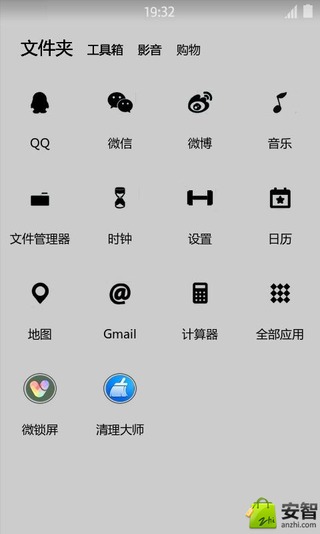 19:32
文件夹 工具箱 影音 购物
QQ 微信 微博 音乐
文件管理器 时钟 设置 日历
地图 Gmail 计算器 全部应用
微锁屏 清理大师
zhi 安智
anzhi.com